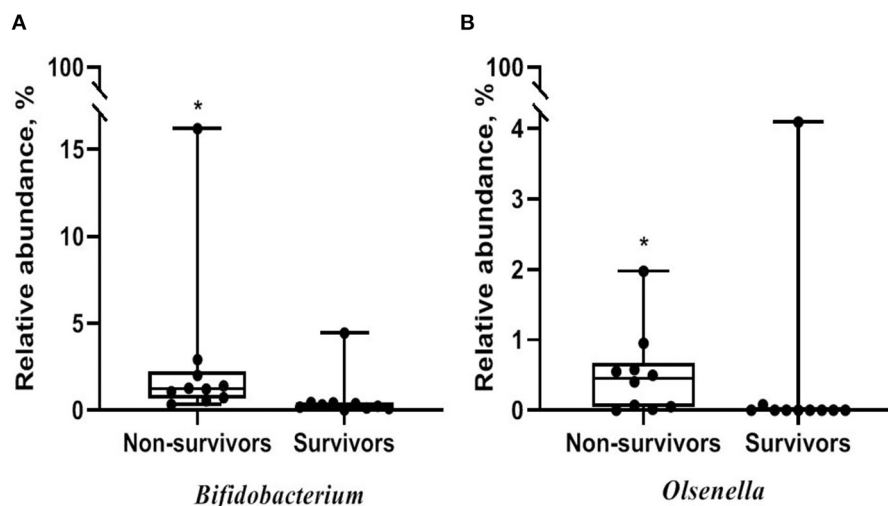 A
Relative abundance, %
100
15
10
5
0
*
Non-survivors Survivors
Bifidobacterium
B
Relative abundance, %
100
4
3
2
1
0
*
Non-survivors Survivors
Olsenella